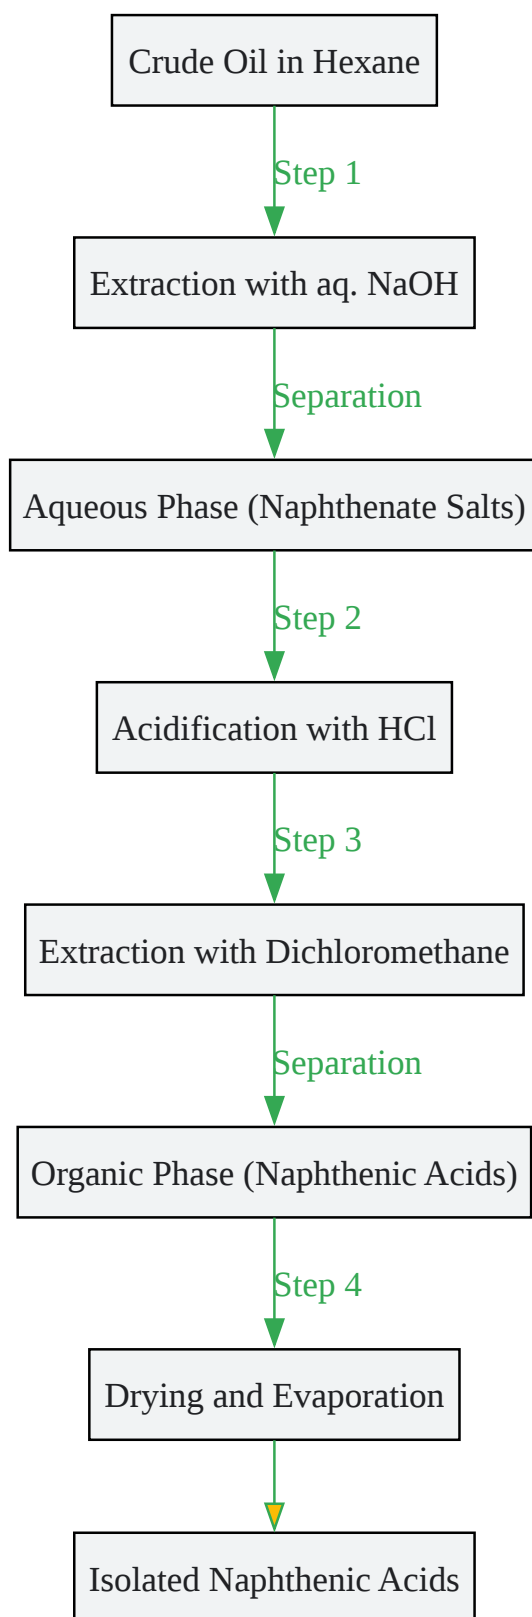 Crude Oil in Hexane
Step 1
Extraction with aq. NaOH
Separation
Aqueous Phase (Naphthenate Salts)
Step 2
Acidification with HCl
Step 3
Extraction with Dichloromethane
Separation
Organic Phase (Naphthenic Acids)
Step 4
Drying and Evaporation
Isolated Naphthenic Acids